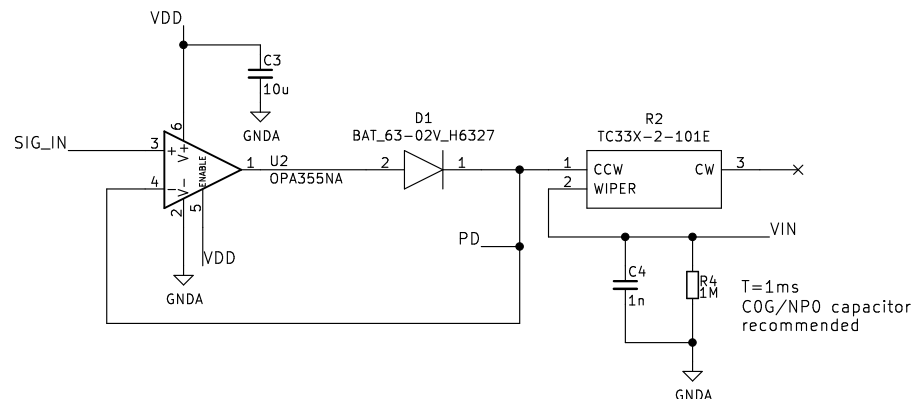 VDD
C3
10u
GNDA
SIG_IN
3
+
6
V+
4
-
V-
ENABLE
2
5
1
U2
OPA355NA
VDD
GNDA
D1
BAT_63-02V_H6327
2
1
PD
R2
TC33X-2-101E
1
CCW
2
WIPER
CW
3
VIN
C4
1n
R4
1M
GNDA
T=1ms
C0G/NP0 capacitor
recommended